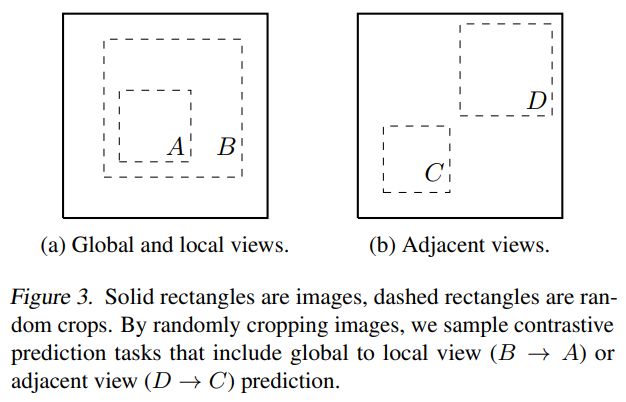 D
A B
C
(a) Global and local views.
(b) Adjacent views.
Figure 3. Solid rectangles are images, dashed rectangles are ran-
dom crops. By randomly cropping images, we sample contrastive
prediction tasks that include global to local view (B → A) or
adjacent view (D → C) prediction.